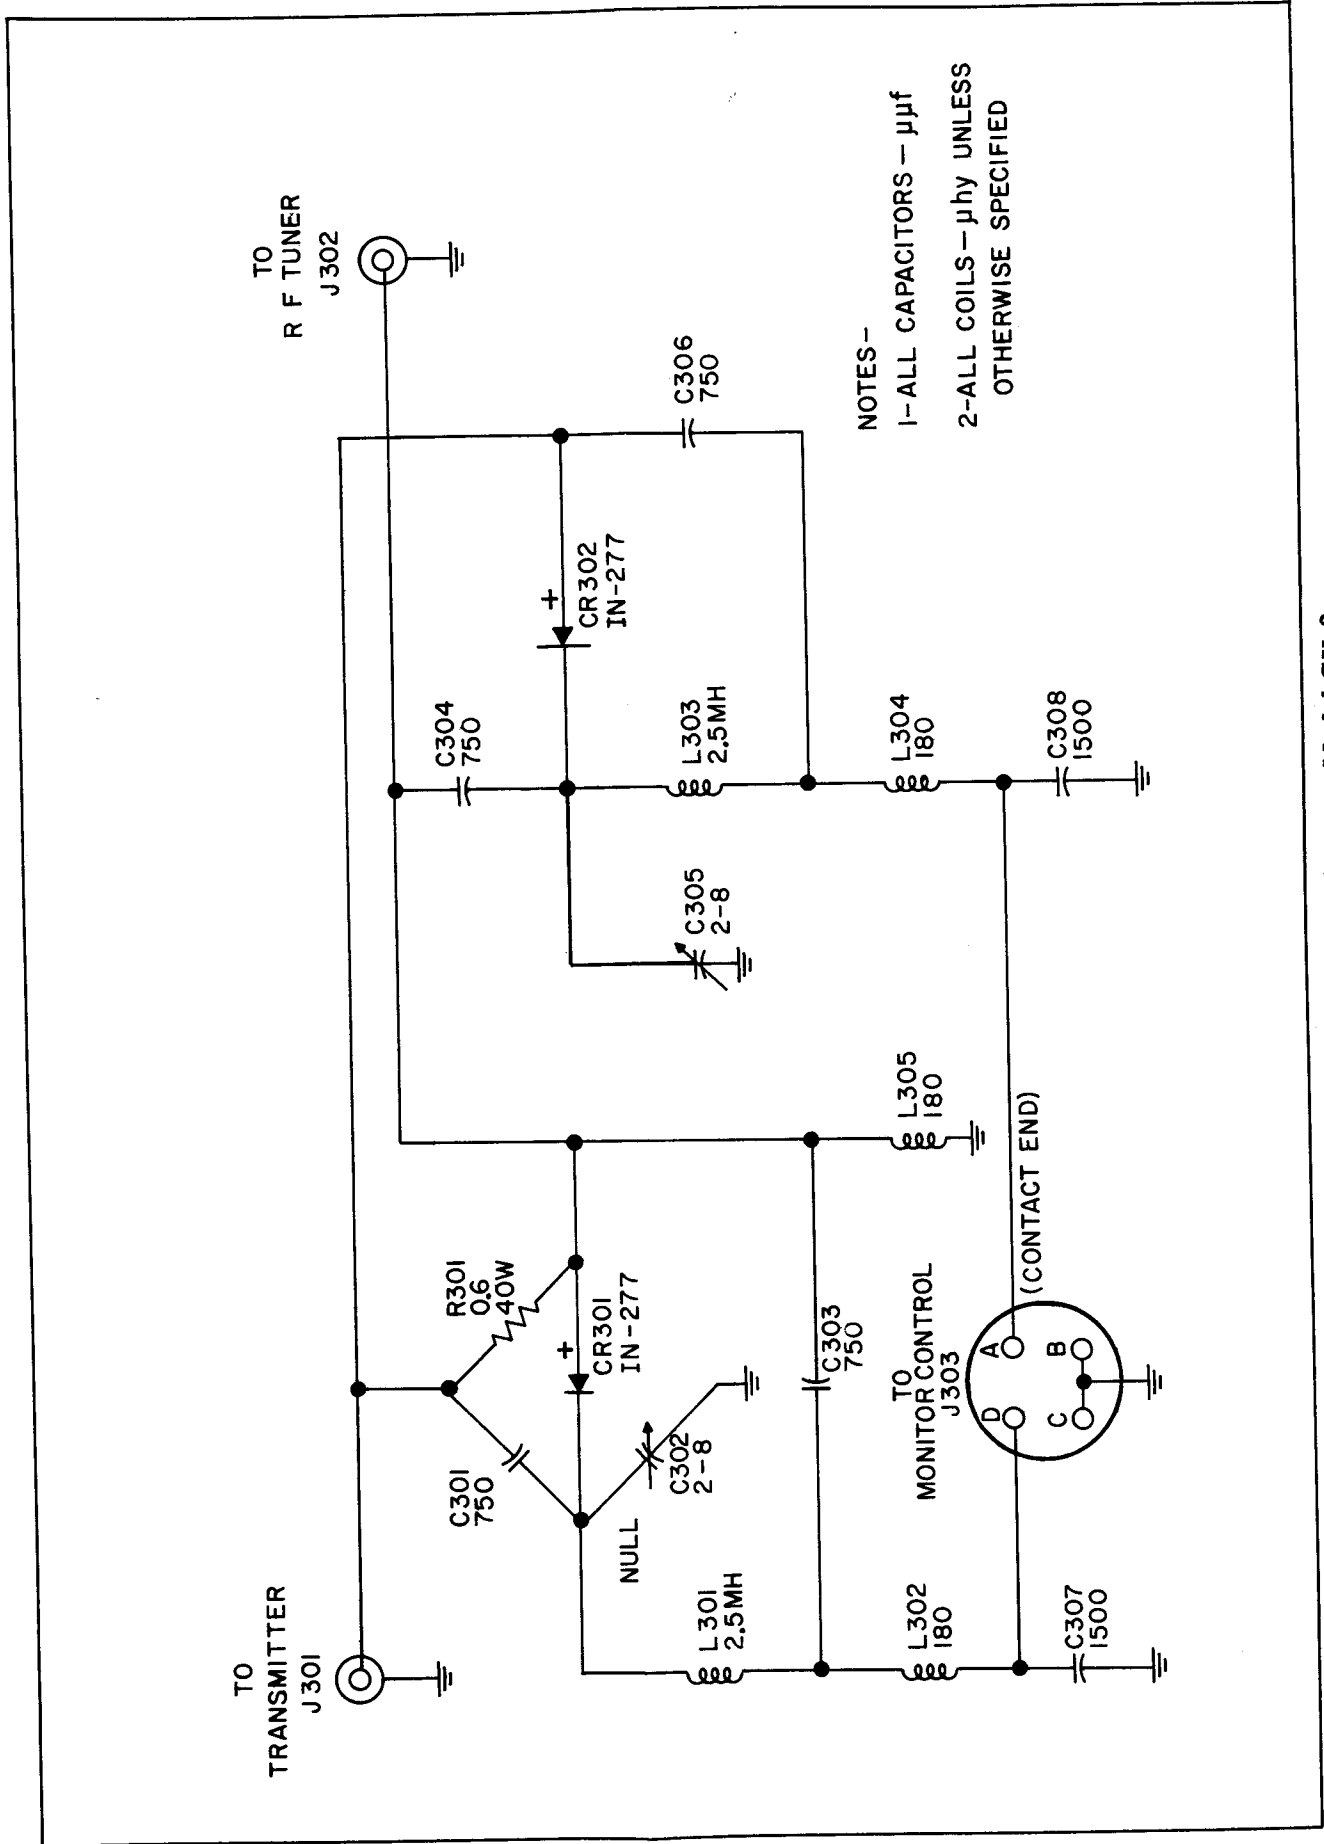 TO
TRANSMITTER
J301
TO
R F TUNER
J302
C301
750
R301
0.6
40W
CR301
IN-277
+
NULL
C302
2-8
C304
750
CR302
IN-277
+
C305
2-8
L303
2.5MH
C306
750
L301
2.5MH
C303
750
L305
180
L302
180
L304
180
TO
MONITOR CONTROL
J303
D
A
C
B
(CONTACT END)
C307
1500
C308
1500
NOTES-
1-ALL CAPACITORS-µµf
2-ALL COILS-µhy UNLESS
OTHERWISE SPECIFIED